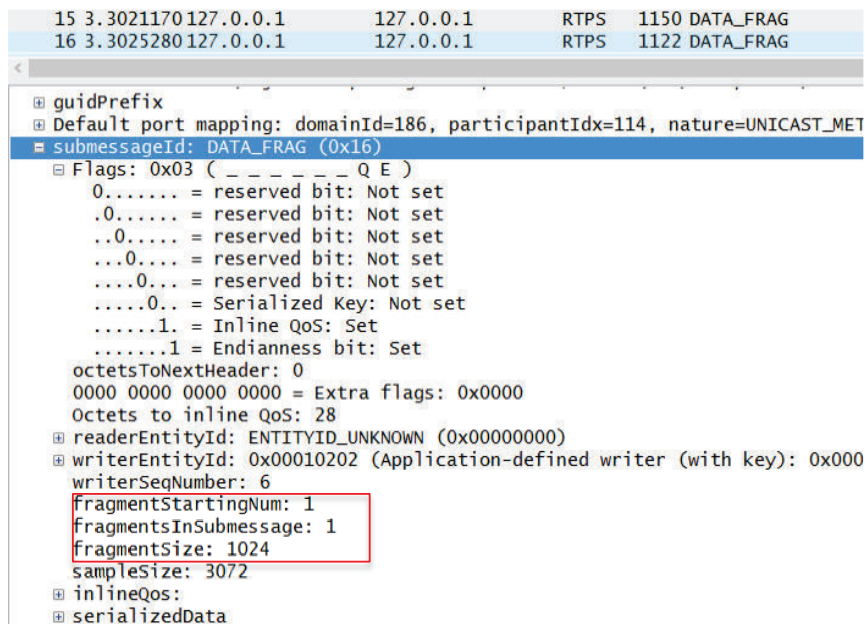 15 3.3021170 127.0.0.1 127.0.0.1 RTPS 1150 DATA_FRAG
16 3.3025280 127.0.0.1 127.0.0.1 RTPS 1122 DATA_FRAG
guidPrefix
Default port mapping: domainId=186, participantIdx=114, nature=UNICAST_MET
submessageId: DATA_FRAG (0x16)
Flags: 0x03 ( _ _ _ _ _ _ Q E )
0....... = reserved bit: Not set
.0...... = reserved bit: Not set
..0..... = reserved bit: Not set
...0.... = reserved bit: Not set
....0... = reserved bit: Not set
.....0.. = Serialized Key: Not set
......1. = Inline QoS: Set
.......1 = Endianness bit: Set
octetsToNextHeader: 0
0000 0000 0000 0000 = Extra flags: 0x0000
Octets to inline QoS: 28
readerEntityId: ENTITYID_UNKNOWN (0x00000000)
writerEntityId: 0x00010202 (Application-defined writer (with key): 0x000
writerSeqNumber: 6
fragmentStartingNum: 1
fragmentsInSubmessage: 1
fragmentSize: 1024
sampleSize: 3072
inlineQos:
serializedData